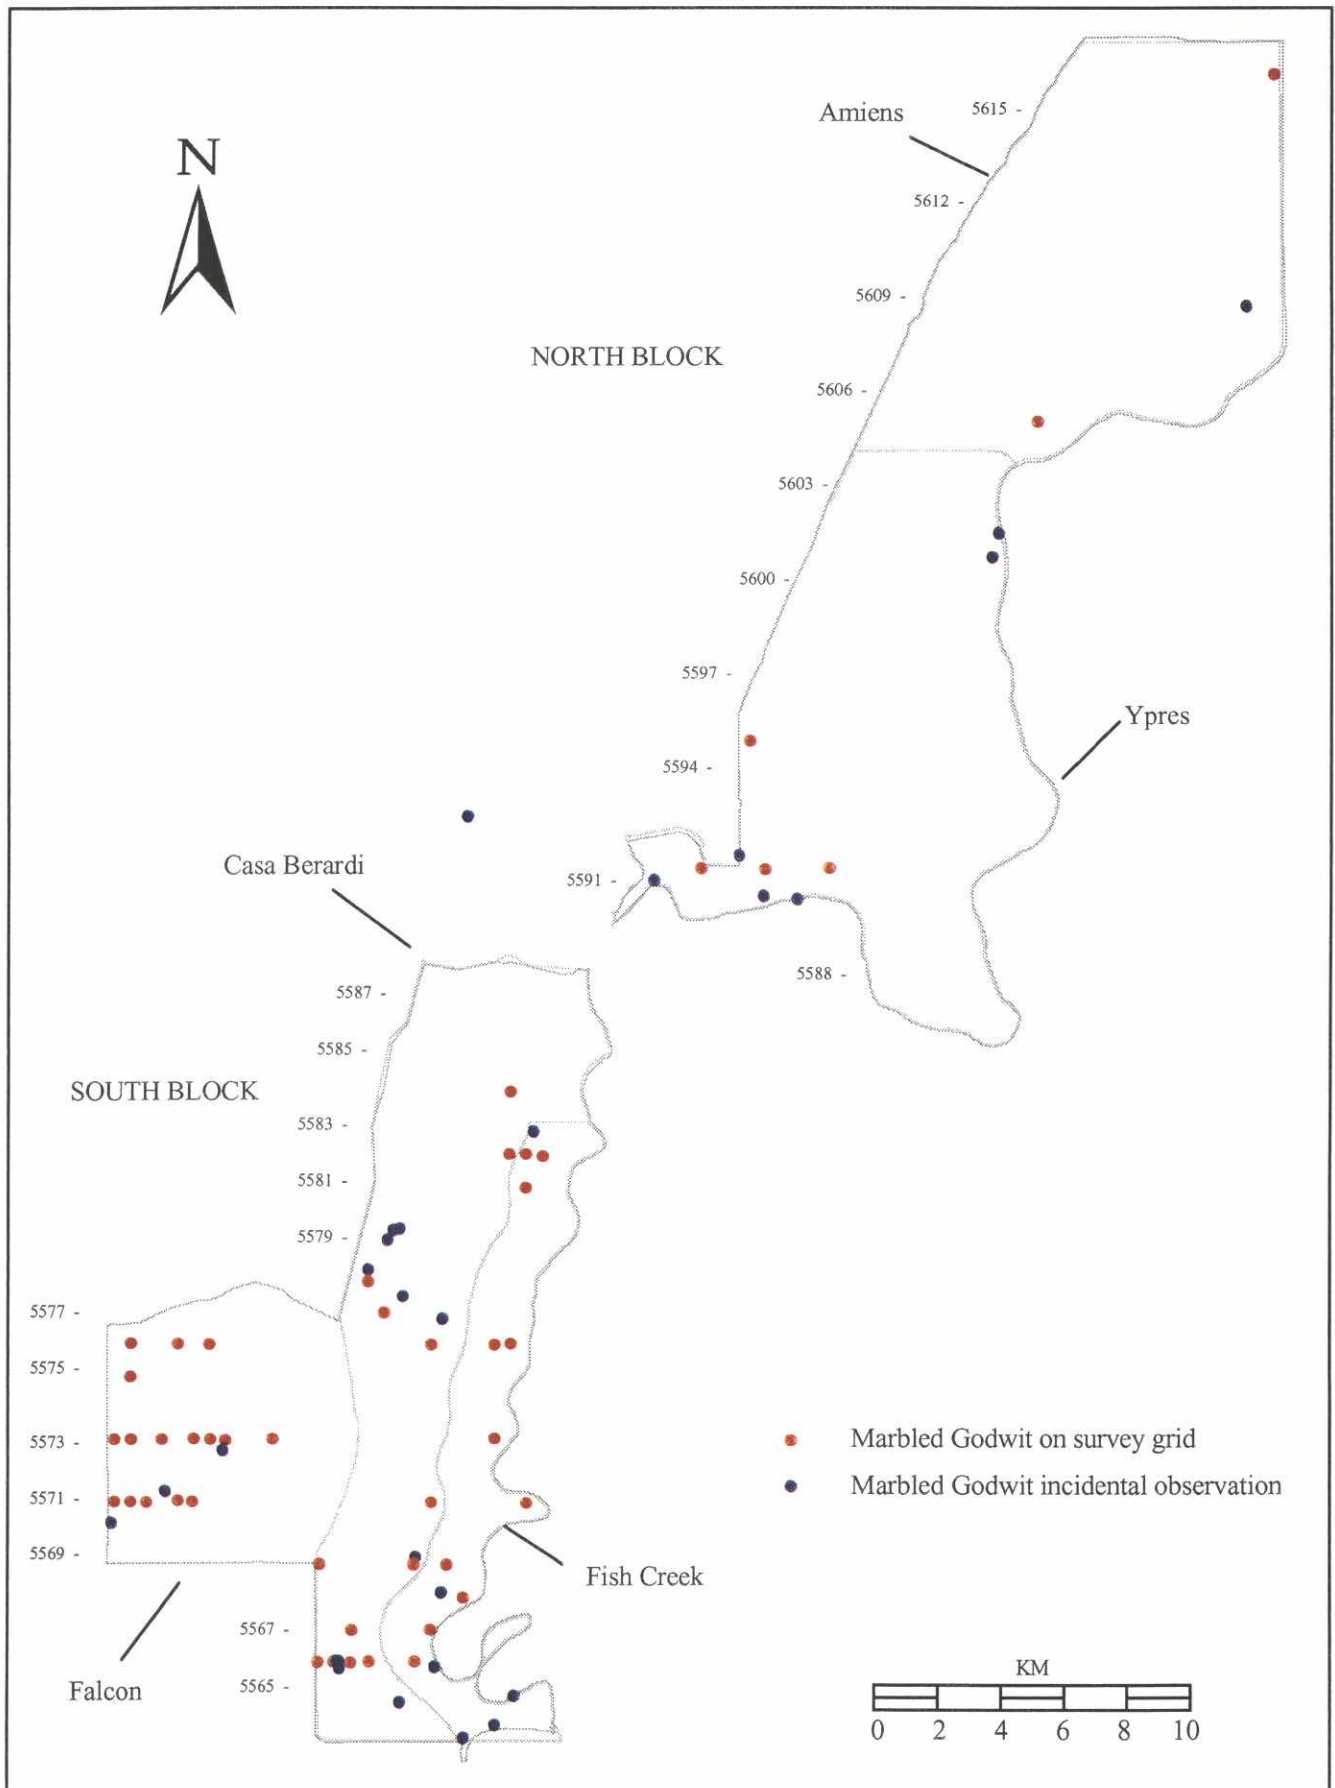 N
Amiens
5615 -
5612 -
5609 -
NORTH BLOCK
5606 -
5603 -
5600 -
5597 -
Ypres
5594 -
Casa Berardi
5591 -
5588 -
5587 -
5585 -
SOUTH BLOCK
5583 -
5581 -
5579 -
5577 -
5575 -
5573 -
Marbled Godwit on survey grid
Marbled Godwit incidental observation
5571 -
5569 -
Fish Creek
5567 -
5565 -
Falcon
KM
0 2 4 6 8 10